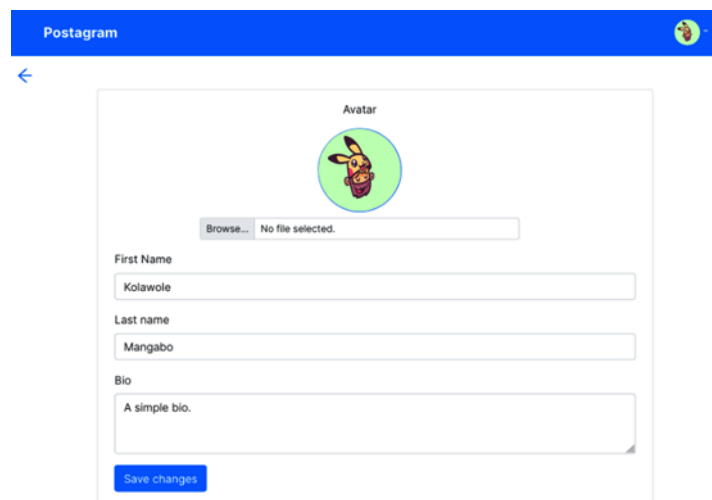 Postagram
Avatar
Browse... No file selected.
First Name
Kolawole
Last name
Mangabo
Bio
A simple bio.
Save changes